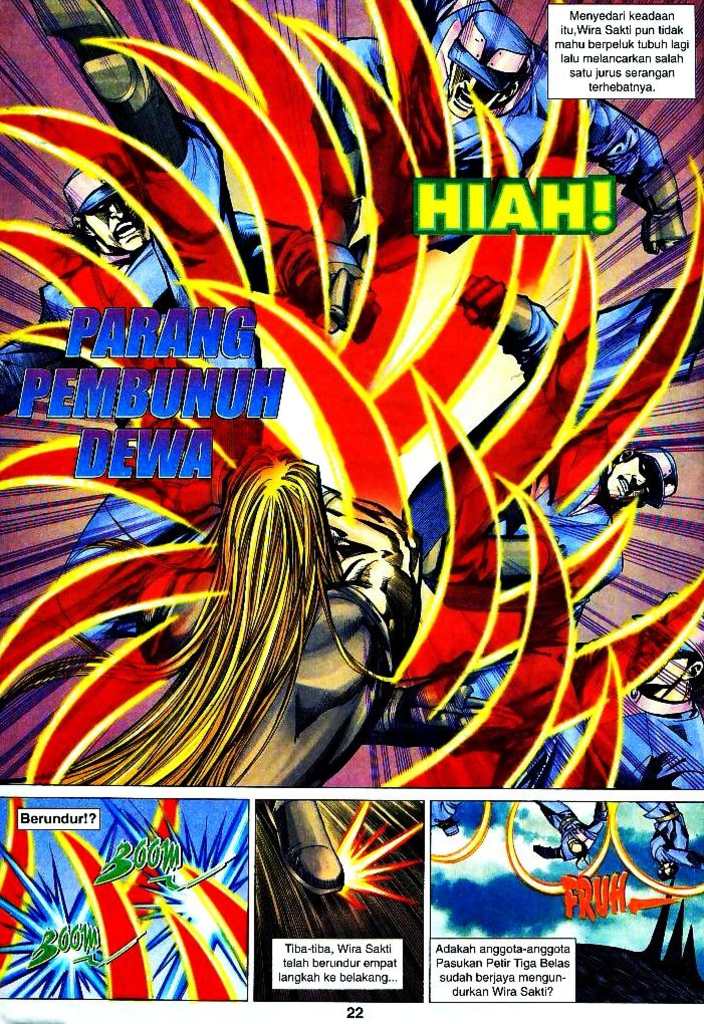 Menyedari keadaan
itu,Wira Sakti pun tidak
mahu berpeluk tubuh lagi
lalu melancarkan salah
satu jurus serangan
terhebatnya.
HIAH!
PARANG
PEMBUNUH
DEWA
Berundur!?
BOOM
BOOM
Tiba-tiba, Wira Sakti
telah berundur empat
langkah ke belakang...
FRUH
Adakah anggota-anggota
Pasukan Petir Tiga Belas
sudah berjaya mengun-
durkan Wira Sakti?
22